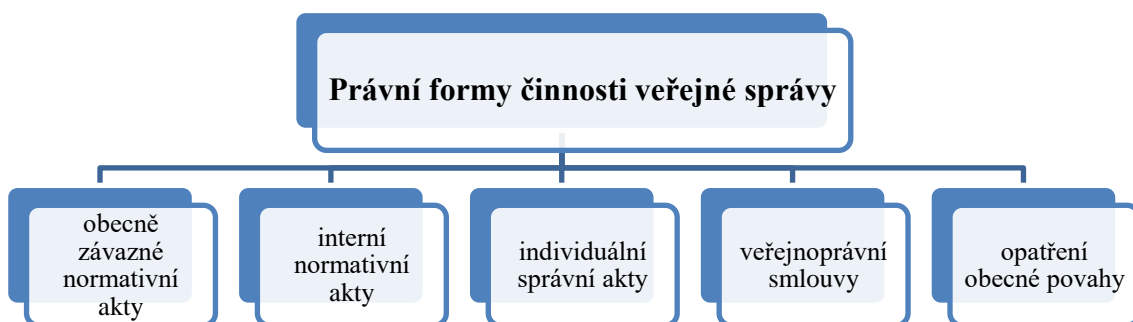 Právní formy činnosti veřejné správy
obecně
závazné
normativní
akty
interní
normativní
akty
individuální
správní akty
veřejnoprávní
smlouvy
opatření
obecné povahy